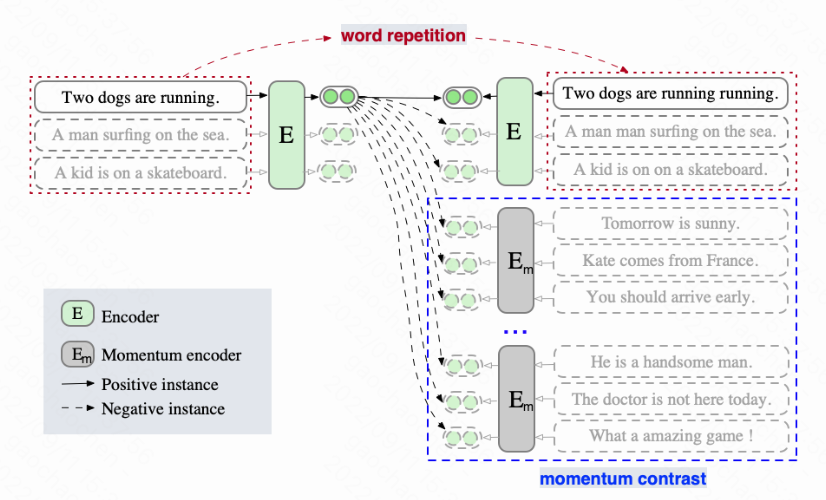 word repetition
Two dogs are running.
A man surfing on the sea.
A kid is on a skateboard.
E
E
Two dogs are running running.
A man man surfing on the sea.
A kid is on on a skateboard.
Tomorrow is sunny.
Kate comes from France.
You should arrive early.
Em
...
He is a handsome man.
The doctor is not here today.
What a amazing game !
Em
momentum contrast
E Encoder
Em Momentum encoder
Positive instance
Negative instance